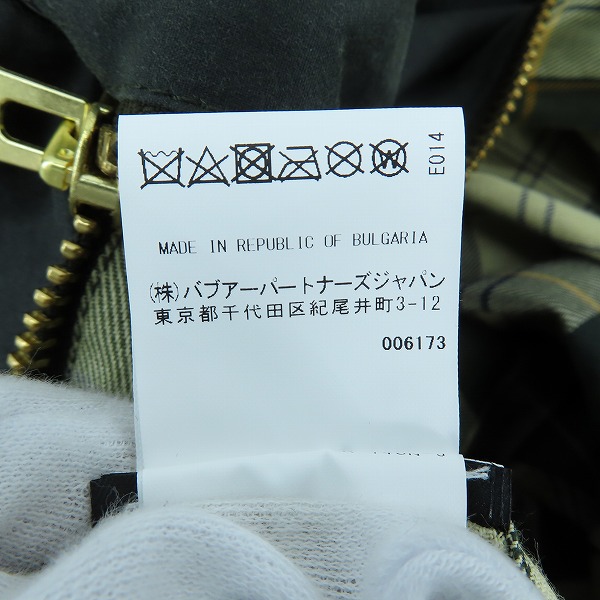 E014
MADE IN REPUBLIC OF BULGARIA
(株)バブアーパートナーズジャパン
東京都千代田区紀尾井町3-12
006173